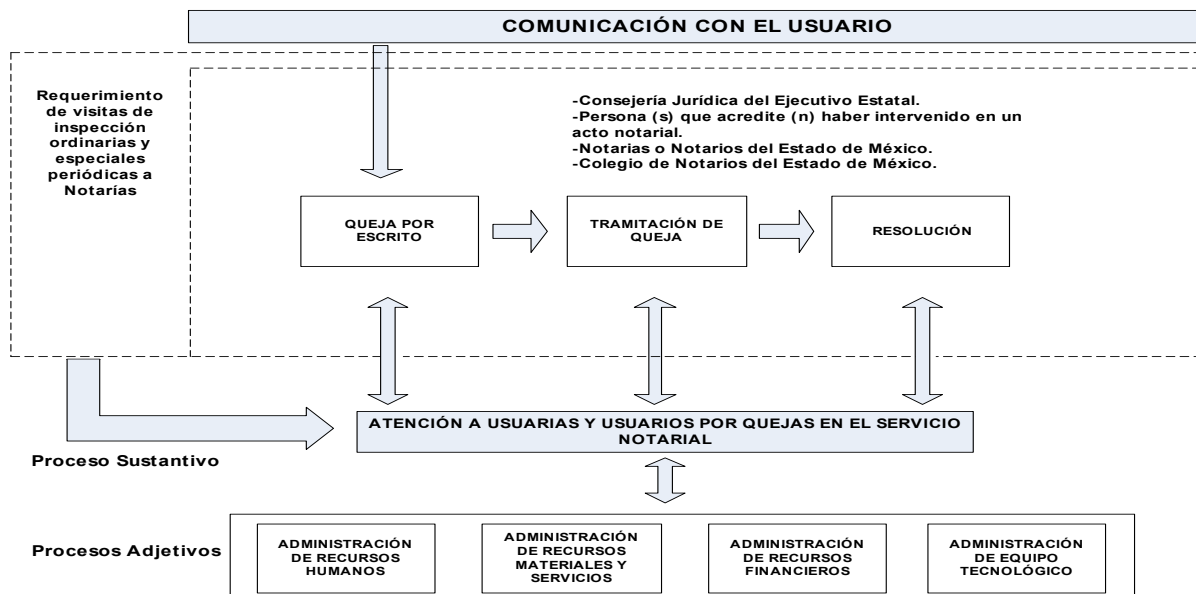 COMUNICACIÓN CON EL USUARIO
Requerimiento
de visitas de
inspección
ordinarias y
especiales
periódicas a
Notarías
-Consejería Jurídica del Ejecutivo Estatal.
-Persona (s) que acredite (n) haber intervenido en un
acto notarial.
-Notarias o Notarios del Estado de México.
-Colegio de Notarios del Estado de México.
QUEJA POR
ESCRITO
TRAMITACIÓN DE
QUEJA
RESOLUCIÓN
ATENCIÓN A USUARIAS Y USUARIOS POR QUEJAS EN EL SERVICIO
NOTARIAL
Proceso Sustantivo
Procesos Adjetivos
ADMINISTRACIÓN
DE RECURSOS
HUMANOS
ADMINISTRACIÓN
DE RECURSOS
MATERIALES Y
SERVICIOS
ADMINISTRACIÓN
DE RECURSOS
FINANCIEROS
ADMINISTRACIÓN
DE EQUIPO
TECNOLÓGICO